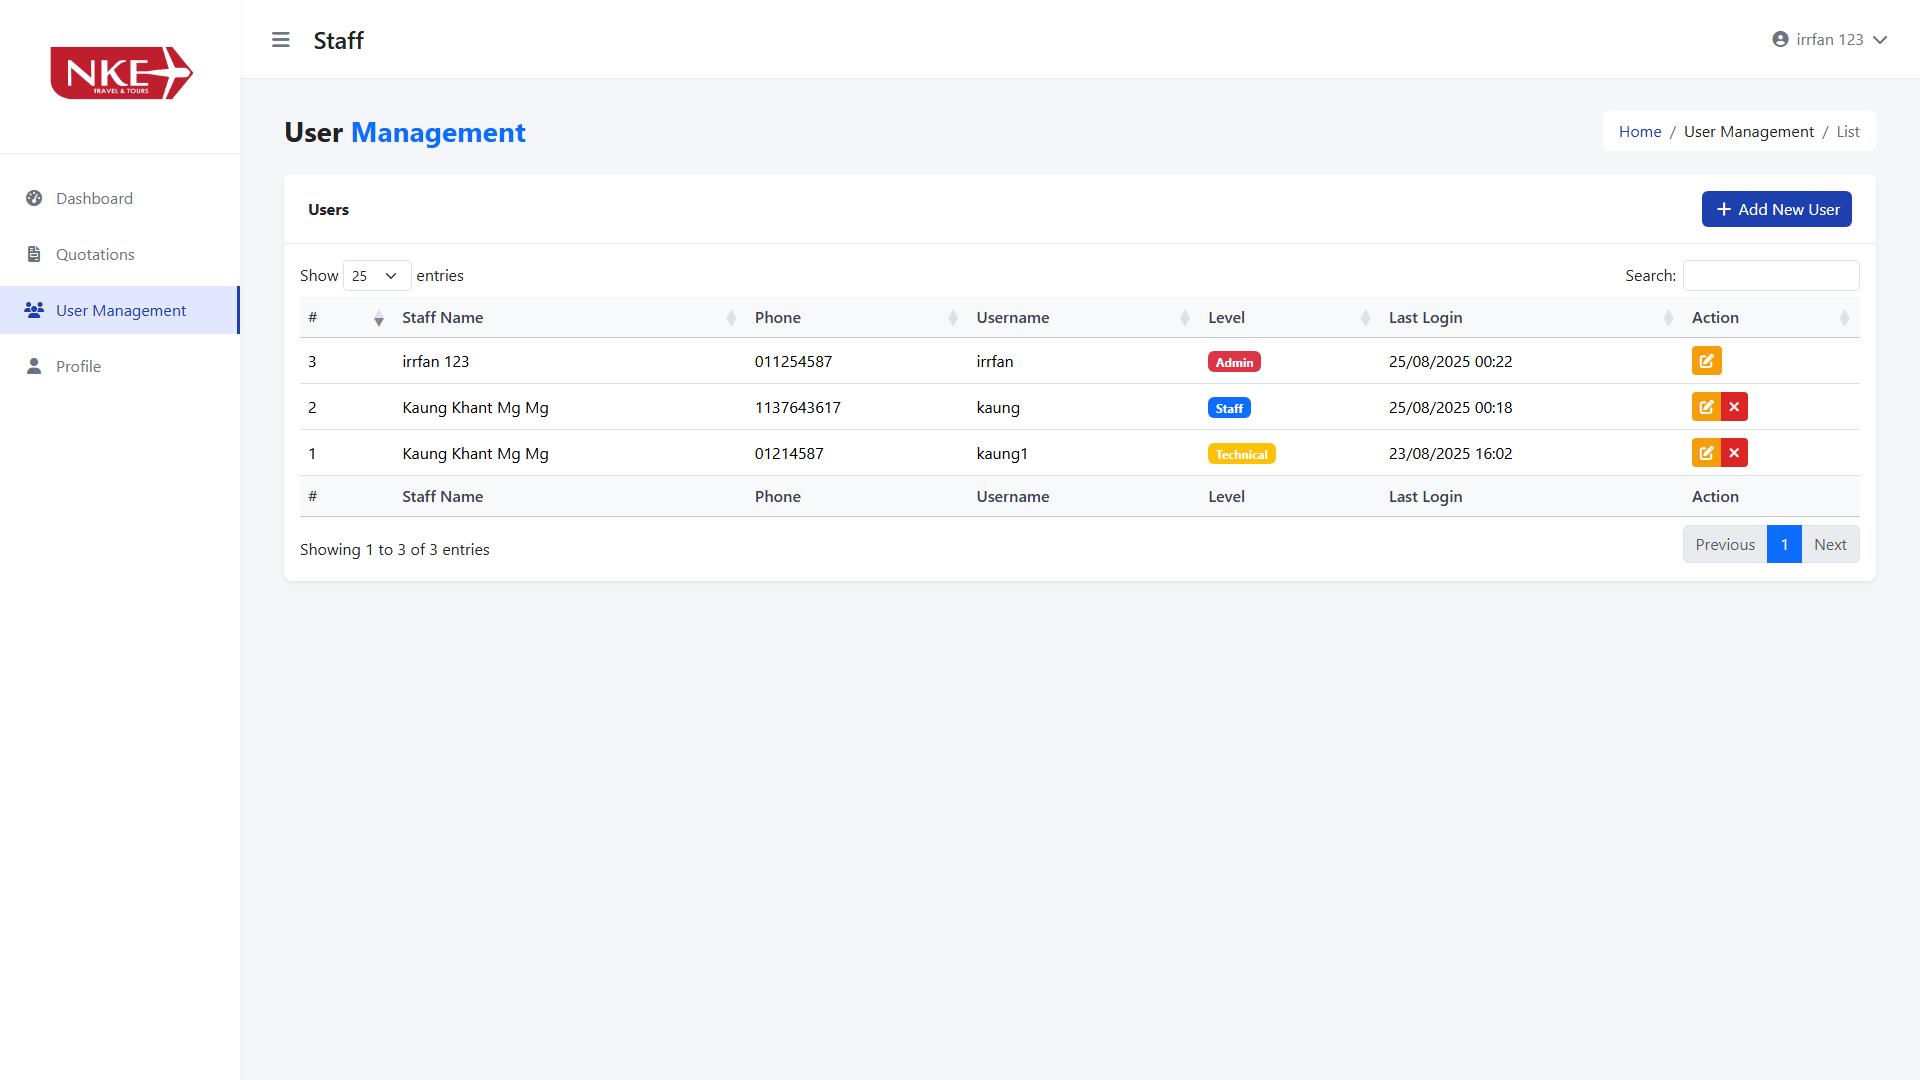 NKE
TRAVEL & TOURS
Staff
irrfan 123
Dashboard
Quotations
User Management
Profile
User Management
Home / User Management / List
Users
Add New User
Show 25 entries
Search:
# Staff Name Phone Username Level Last Login Action
3 irrfan 123 011254587 irrfan Admin 25/08/2025 00:22
2 Kaung Khant Mg Mg 1137643617 kaung Staff 25/08/2025 00:18
1 Kaung Khant Mg Mg 01214587 kaung1 Technical 23/08/2025 16:02
# Staff Name Phone Username Level Last Login Action
Showing 1 to 3 of 3 entries
Previous 1 Next